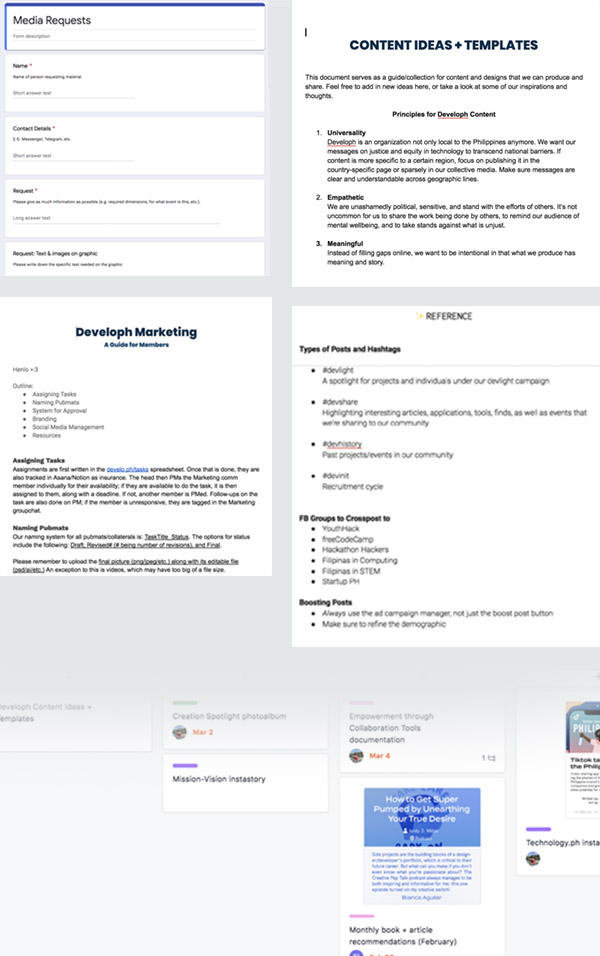 Media Requests
Form description
Name *
Name of person requesting material
Short answer text
Contact Details *
E.G. Messenger, Telegram, etc.
Short answer text
Request *
Please give as much information as possible (e.g. required dimensions, for what event is this, etc.).
Long answer text
Request: Text & images on graphic
Please write down the specific text needed on the graphic
CONTENT IDEAS + TEMPLATES
This document serves as a guide/collection for content and designs that we can produce and
share. Feel free to add in new ideas here, or take a look at some of our inspirations and
thoughts.
Principles for Developh Content
1. Universality
Developh is an organization not only local to the Philippines anymore. We want our
messages on justice and equity in technology to transcend national barriers. If
content is more specific to a certain region, focus on publishing it in the
country-specific page or sparsely in our collective media. Make sure messages are
clear and understandable across geographic lines.
2. Empathetic
We are unashamedly political, sensitive, and stand with the efforts of others. It's not
uncommon for us to share the work being done by others, to remind our audience of
mental wellbeing, and to take stands against what is unjust.
3. Meaningful
Instead of filling gaps online, we want to be intentional in that what we produce has
meaning and story.
Developh Marketing
A Guide for Members
Henlo >:3
Outline:
● Assigning Tasks
● Naming Pubmats
● System for Approval
● Branding
● Social Media Management
● Resources
Assigning Tasks
Assignments are first written in the develo.ph/tasks spreadsheet. Once that is done, they are
also tracked in Asana/Notion as insurance. The head then PMs the Marketing comm
member individually for their availability; if they are available to do the task, it is then
assigned to them, along with a deadline. If not, another member is PMed. Follow-ups on the
task are also done on PM; if the member is unresponsive, they are tagged in the Marketing
groupchat.
Naming Pubmats
Our naming system for all pubmats/collaterals is: TaskTitle_Status. The options for status
include the following: Draft, Revised# (# being number of revisions), and Final.
Please remember to upload the final picture (png/jpeg/etc.) along with its editable file
(psd/ai/etc.) An exception to this is videos, which may have too big of a file size.
✨ REFERENCE
Types of Posts and Hashtags
● #devlight
A spotlight for projects and individuals under our devlight campaign
● #devshare
Highlighting interesting articles, applications, tools, finds, as well as events that
we're sharing to our community
● #devhistory
Past projects/events in our community
● #devinit
Recruitment cycle
FB Groups to Crosspost to
● YouthHack
● freeCodeCamp
● Hackathon Hackers
● Filipinas in Computing
● Filipinas in STEM
● Startup PH
Boosting Posts
● Always use the ad campaign manager, not just the boost post button
● Make sure to refine the demographic
Developh Content Ideas +
Templates
Creation Spotlight photoalbum
Mar 2
Mission-Vision instastory
Empowerment through
Collaboration Tools
documentation
Mar 4
1
How to Get Super
Pumped by Unearthing
Your True Desire
Andy J. Miller
Podcast
Side projects are the building blocks of a design-
er/developer's portfolio, which is critical to their
future career. But what can you make if you don't
even know what you're passionate about? The
Creative Pep Talk podcast always manages to be
both inspiring and informative for me; this one
episode turned on my creative switch!
Bianca Aguilar
Monthly book + article
recommendations (February)
PHILIP
Tiktok ta
the Philip
Technology.ph insta